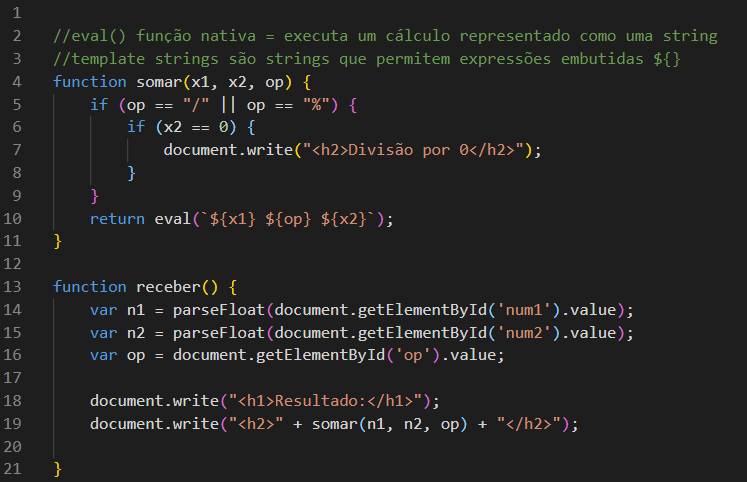 1
2 //eval() função nativa = executa um cálculo representado como uma string
3 //template strings são strings que permitem expressões embutidas ${}
4 function somar(x1, x2, op) {
5     if (op == "/" || op == "%") {
6         if (x2 == 0) {
7             document.write("<h2>Divisão por 0</h2>");
8         }
9     }
10     return eval(`${x1} ${op} ${x2}`);
11 }
12
13 function receber() {
14     var n1 = parseFloat(document.getElementById('num1').value);
15     var n2 = parseFloat(document.getElementById('num2').value);
16     var op = document.getElementById('op').value;
17
18     document.write("<h1>Resultado:</h1>");
19     document.write("<h2>" + somar(n1, n2, op) + "</h2>");
20
21 }